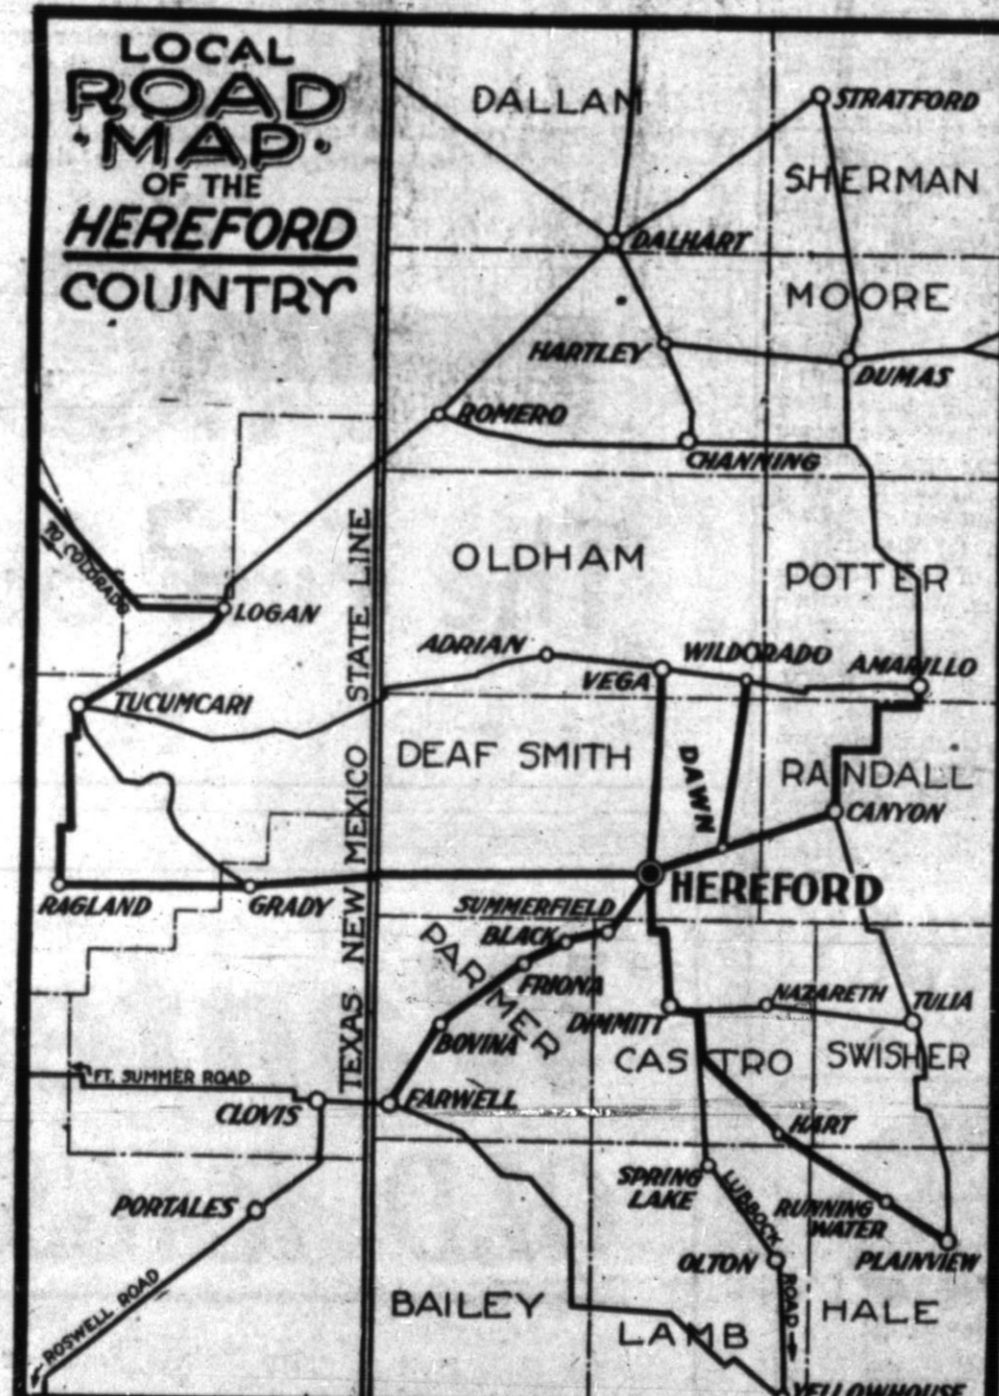 LOCAL
ROAD
MAP
OF THE
HEREFORD
COUNTRY
DALLAM
STRATFORD
SHERMAN
DALHART
MOORE
HARTLEY
DUMAS
ROMERO
CHANNING
TO COLORADO
OLDHAM
POTTER
LOGAN
ADRIAN
WILDORADO
AMARILLO
VEGA
TUCUMCARI
DEAF SMITH
DAWN
RANDALL
CANYON
TEXAS NEW MEXICO STATE LINE
HEREFORD
RAGLAND
GRADY
SUMMERFIELD
BLACK
PARMER
FRIONA
NAZARETH
TULIA
DIMMITT
BOVINA
CASTRO
SWISHER
FT. SUMMER ROAD
FARWELL
CLOVIS
HART
SPRING
LAKE
LUBBOCK ROAD
PORTALES
RUNNING
WATER
OLTON
PLAINVIEW
ROSWELL ROAD
BAILEY
LAMB
HALE
YELLOWHOUSE